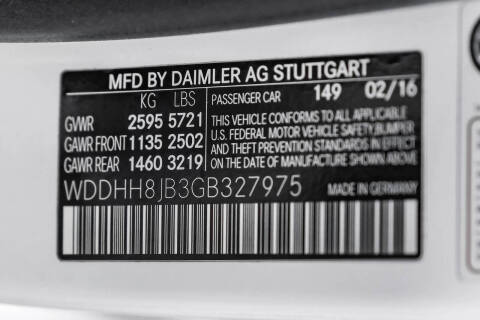 MFD BY DAIMLER AG STUTTGART
KG LBS
GVWR 2595 5721
GAWR FRONT 1135 2502
GAWR REAR 1460 3219
PASSENGER CAR 149 02/16
THIS VEHICLE CONFORMS TO ALL APPLICABLE
U.S. FEDERAL MOTOR VEHICLE SAFETY, BUMPER
AND THEFT PREVENTION STANDARDS IN EFFECT
ON THE DATE OF MANUFACTURE SHOWN ABOVE.
WDDHH8JB3GB327975 MADE IN GERMANY